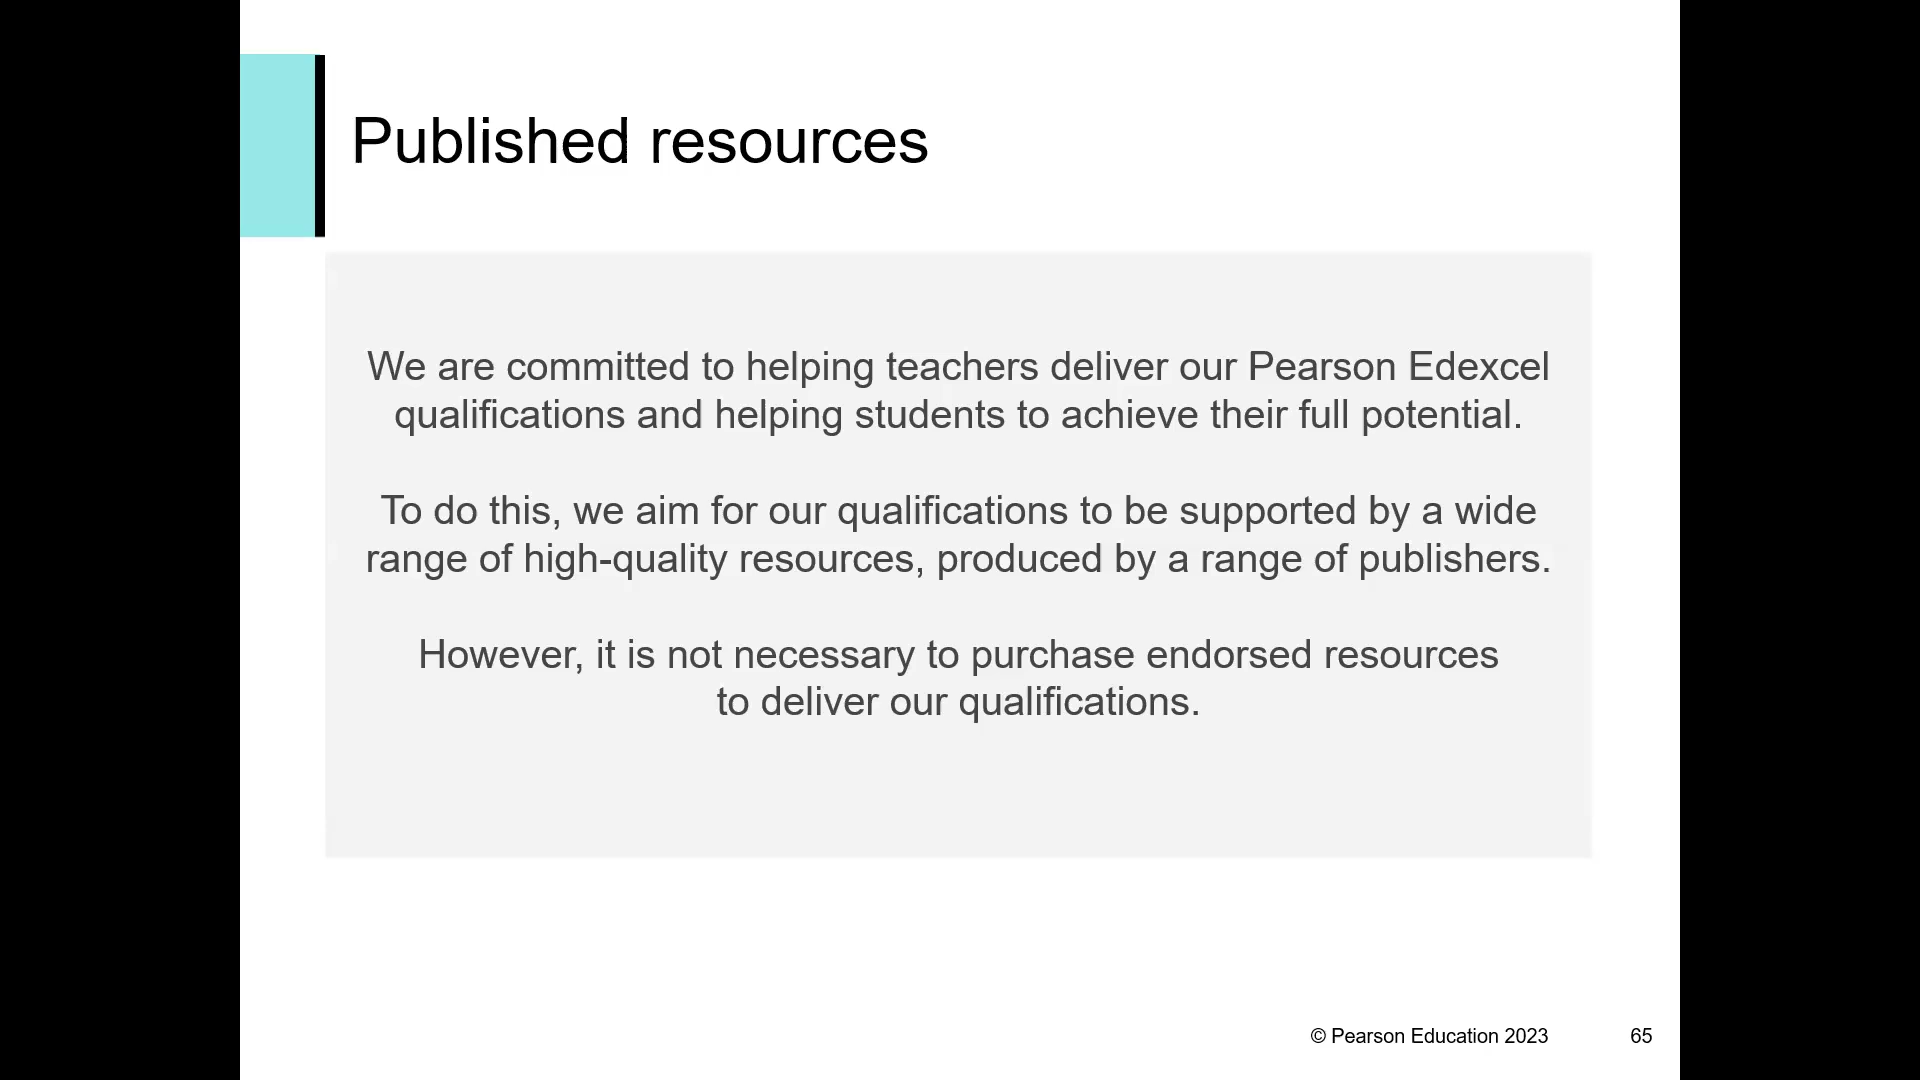 Published resources
We are committed to helping teachers deliver our Pearson Edexcel
qualifications and helping students to achieve their full potential.
To do this, we aim for our qualifications to be supported by a wide
range of high-quality resources, produced by a range of publishers.
However, it is not necessary to purchase endorsed resources
to deliver our qualifications.
© Pearson Education 2023
65